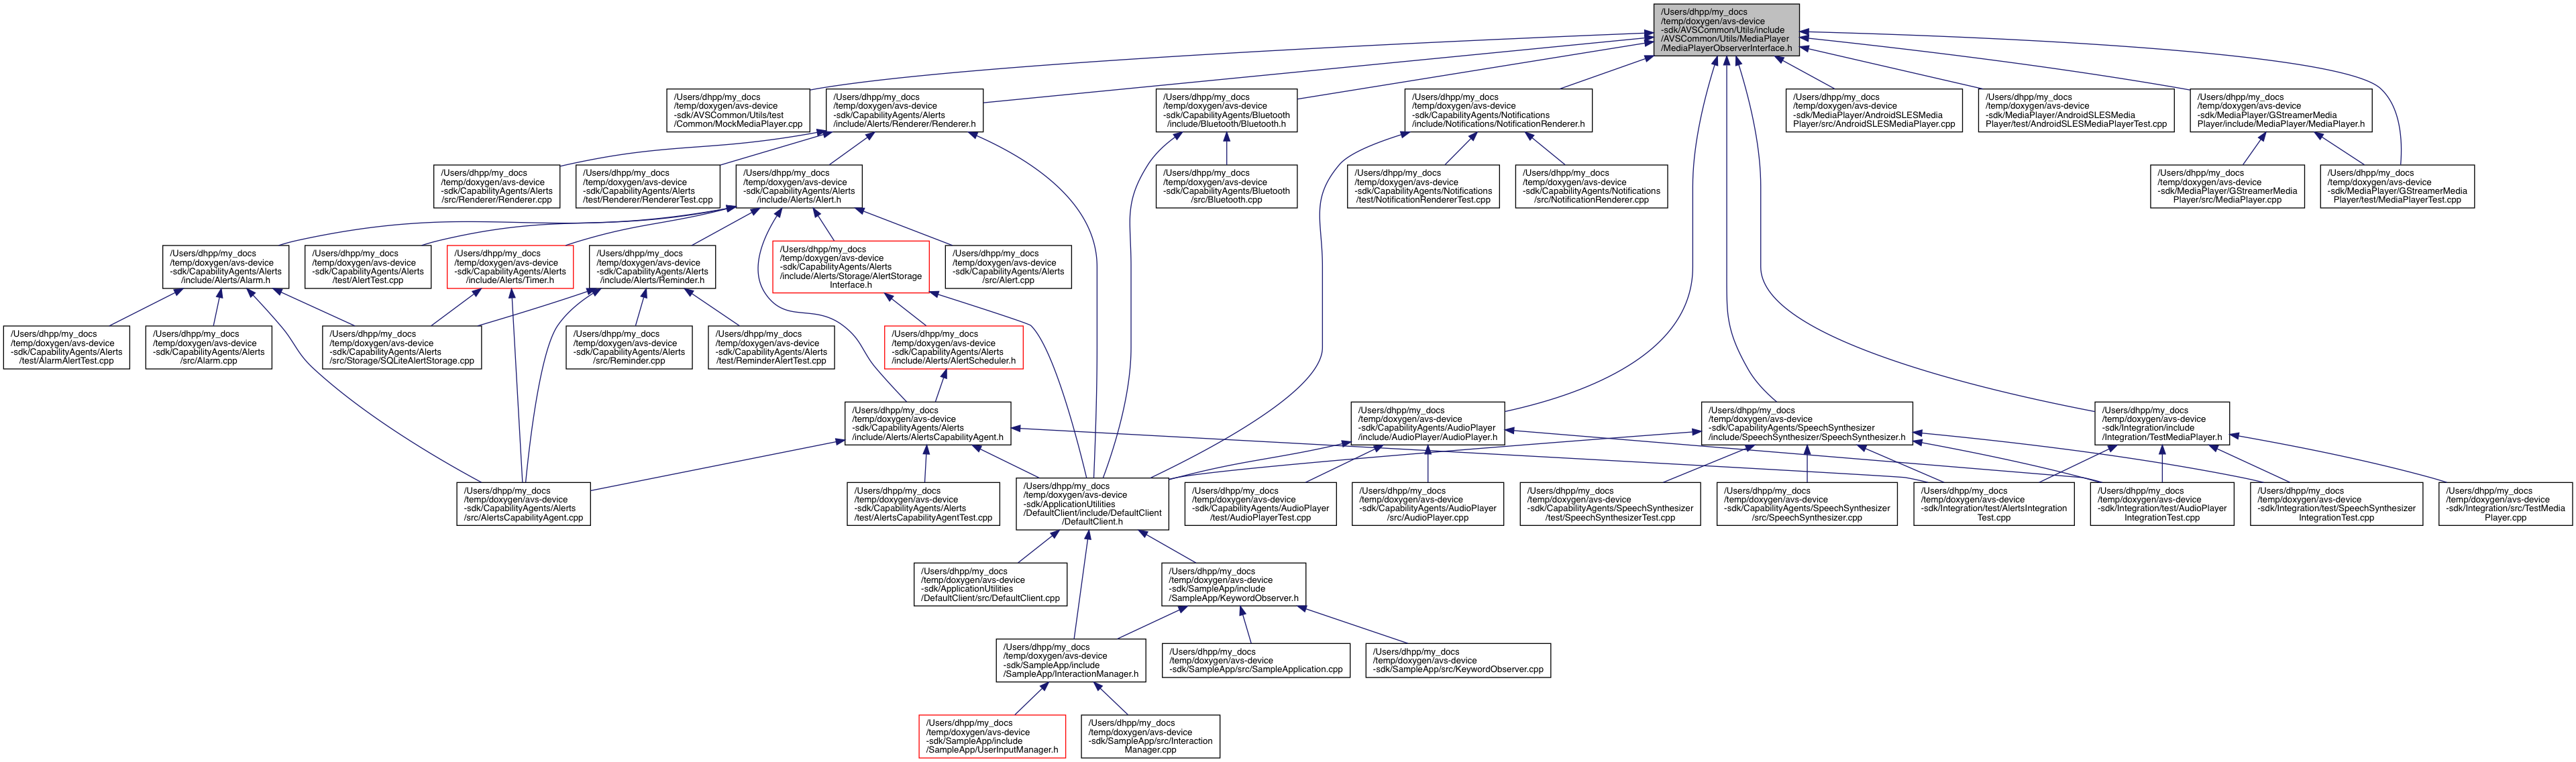 /Users/dhpp/my_docs
/temp/doxygen/avs-device
-sdk/AVSCommon/Utils/include
/AVSCommon/Utils/MediaPlayer
/MediaPlayerObserverInterface.h
/Users/dhpp/my_docs
/temp/doxygen/avs-device
-sdk/AVSCommon/Utils/test
/Common/MockMediaPlayer.cpp
/Users/dhpp/my_docs
/temp/doxygen/avs-device
-sdk/CapabilityAgents/Alerts
/include/Alerts/Renderer/Renderer.h
/Users/dhpp/my_docs
/temp/doxygen/avs-device
-sdk/CapabilityAgents/Bluetooth
/include/Bluetooth/Bluetooth.h
/Users/dhpp/my_docs
/temp/doxygen/avs-device
-sdk/CapabilityAgents/Notifications
/include/Notifications/NotificationRenderer.h
/Users/dhpp/my_docs
/temp/doxygen/avs-device
-sdk/MediaPlayer/AndroidSLESMedia
Player/src/AndroidSLESMediaPlayer.cpp
/Users/dhpp/my_docs
/temp/doxygen/avs-device
-sdk/MediaPlayer/AndroidSLESMedia
Player/test/AndroidSLESMediaPlayerTest.cpp
/Users/dhpp/my_docs
/temp/doxygen/avs-device
-sdk/MediaPlayer/GStreamerMedia
Player/include/MediaPlayer/MediaPlayer.h
/Users/dhpp/my_docs
/temp/doxygen/avs-device
-sdk/CapabilityAgents/Alerts
/src/Renderer/Renderer.cpp
/Users/dhpp/my_docs
/temp/doxygen/avs-device
-sdk/CapabilityAgents/Alerts
/test/Renderer/RendererTest.cpp
/Users/dhpp/my_docs
/temp/doxygen/avs-device
-sdk/CapabilityAgents/Alerts
/include/Alerts/Alert.h
/Users/dhpp/my_docs
/temp/doxygen/avs-device
-sdk/CapabilityAgents/Bluetooth
/src/Bluetooth.cpp
/Users/dhpp/my_docs
/temp/doxygen/avs-device
-sdk/CapabilityAgents/Notifications
/test/NotificationRendererTest.cpp
/Users/dhpp/my_docs
/temp/doxygen/avs-device
-sdk/CapabilityAgents/Notifications
/src/NotificationRenderer.cpp
/Users/dhpp/my_docs
/temp/doxygen/avs-device
-sdk/MediaPlayer/GStreamerMedia
Player/src/MediaPlayer.cpp
/Users/dhpp/my_docs
/temp/doxygen/avs-device
-sdk/MediaPlayer/GStreamerMedia
Player/test/MediaPlayerTest.cpp
/Users/dhpp/my_docs
/temp/doxygen/avs-device
-sdk/CapabilityAgents/Alerts
/include/Alerts/Alarm.h
/Users/dhpp/my_docs
/temp/doxygen/avs-device
-sdk/CapabilityAgents/Alerts
/test/AlertTest.cpp
/Users/dhpp/my_docs
/temp/doxygen/avs-device
-sdk/CapabilityAgents/Alerts
/include/Alerts/Timer.h
/Users/dhpp/my_docs
/temp/doxygen/avs-device
-sdk/CapabilityAgents/Alerts
/include/Alerts/Reminder.h
/Users/dhpp/my_docs
/temp/doxygen/avs-device
-sdk/CapabilityAgents/Alerts
/include/Alerts/Storage/AlertStorage
Interface.h
/Users/dhpp/my_docs
/temp/doxygen/avs-device
-sdk/CapabilityAgents/Alerts
/src/Alert.cpp
/Users/dhpp/my_docs
/temp/doxygen/avs-device
-sdk/CapabilityAgents/Alerts
/test/AlarmAlertTest.cpp
/Users/dhpp/my_docs
/temp/doxygen/avs-device
-sdk/CapabilityAgents/Alerts
/src/Alarm.cpp
/Users/dhpp/my_docs
/temp/doxygen/avs-device
-sdk/CapabilityAgents/Alerts
/src/Storage/SQLiteAlertStorage.cpp
/Users/dhpp/my_docs
/temp/doxygen/avs-device
-sdk/CapabilityAgents/Alerts
/src/Reminder.cpp
/Users/dhpp/my_docs
/temp/doxygen/avs-device
-sdk/CapabilityAgents/Alerts
/test/ReminderAlertTest.cpp
/Users/dhpp/my_docs
/temp/doxygen/avs-device
-sdk/CapabilityAgents/Alerts
/include/Alerts/AlertScheduler.h
/Users/dhpp/my_docs
/temp/doxygen/avs-device
-sdk/CapabilityAgents/Alerts
/include/Alerts/AlertsCapabilityAgent.h
/Users/dhpp/my_docs
/temp/doxygen/avs-device
-sdk/CapabilityAgents/AudioPlayer
/include/AudioPlayer/AudioPlayer.h
/Users/dhpp/my_docs
/temp/doxygen/avs-device
-sdk/CapabilityAgents/SpeechSynthesizer
/include/SpeechSynthesizer/SpeechSynthesizer.h
/Users/dhpp/my_docs
/temp/doxygen/avs-device
-sdk/Integration/include
/Integration/TestMediaPlayer.h
/Users/dhpp/my_docs
/temp/doxygen/avs-device
-sdk/CapabilityAgents/Alerts
/src/AlertsCapabilityAgent.cpp
/Users/dhpp/my_docs
/temp/doxygen/avs-device
-sdk/CapabilityAgents/Alerts
/test/AlertsCapabilityAgentTest.cpp
/Users/dhpp/my_docs
/temp/doxygen/avs-device
-sdk/ApplicationUtilities
/DefaultClient/include/DefaultClient
/DefaultClient.h
/Users/dhpp/my_docs
/temp/doxygen/avs-device
-sdk/CapabilityAgents/AudioPlayer
/test/AudioPlayerTest.cpp
/Users/dhpp/my_docs
/temp/doxygen/avs-device
-sdk/CapabilityAgents/AudioPlayer
/src/AudioPlayer.cpp
/Users/dhpp/my_docs
/temp/doxygen/avs-device
-sdk/CapabilityAgents/SpeechSynthesizer
/test/SpeechSynthesizerTest.cpp
/Users/dhpp/my_docs
/temp/doxygen/avs-device
-sdk/CapabilityAgents/SpeechSynthesizer
/src/SpeechSynthesizer.cpp
/Users/dhpp/my_docs
/temp/doxygen/avs-device
-sdk/Integration/test/AlertsIntegration
Test.cpp
/Users/dhpp/my_docs
/temp/doxygen/avs-device
-sdk/Integration/test/AudioPlayer
IntegrationTest.cpp
/Users/dhpp/my_docs
/temp/doxygen/avs-device
-sdk/Integration/test/SpeechSynthesizer
IntegrationTest.cpp
/Users/dhpp/my_docs
/temp/doxygen/avs-device
-sdk/Integration/src/TestMedia
Player.cpp
/Users/dhpp/my_docs
/temp/doxygen/avs-device
-sdk/ApplicationUtilities
/DefaultClient/src/DefaultClient.cpp
/Users/dhpp/my_docs
/temp/doxygen/avs-device
-sdk/SampleApp/include
/SampleApp/KeywordObserver.h
/Users/dhpp/my_docs
/temp/doxygen/avs-device
-sdk/SampleApp/include
/SampleApp/InteractionManager.h
/Users/dhpp/my_docs
/temp/doxygen/avs-device
-sdk/SampleApp/src/SampleApplication.cpp
/Users/dhpp/my_docs
/temp/doxygen/avs-device
-sdk/SampleApp/src/KeywordObserver.cpp
/Users/dhpp/my_docs
/temp/doxygen/avs-device
-sdk/SampleApp/include
/SampleApp/UserInputManager.h
/Users/dhpp/my_docs
/temp/doxygen/avs-device
-sdk/SampleApp/src/Interaction
Manager.cpp